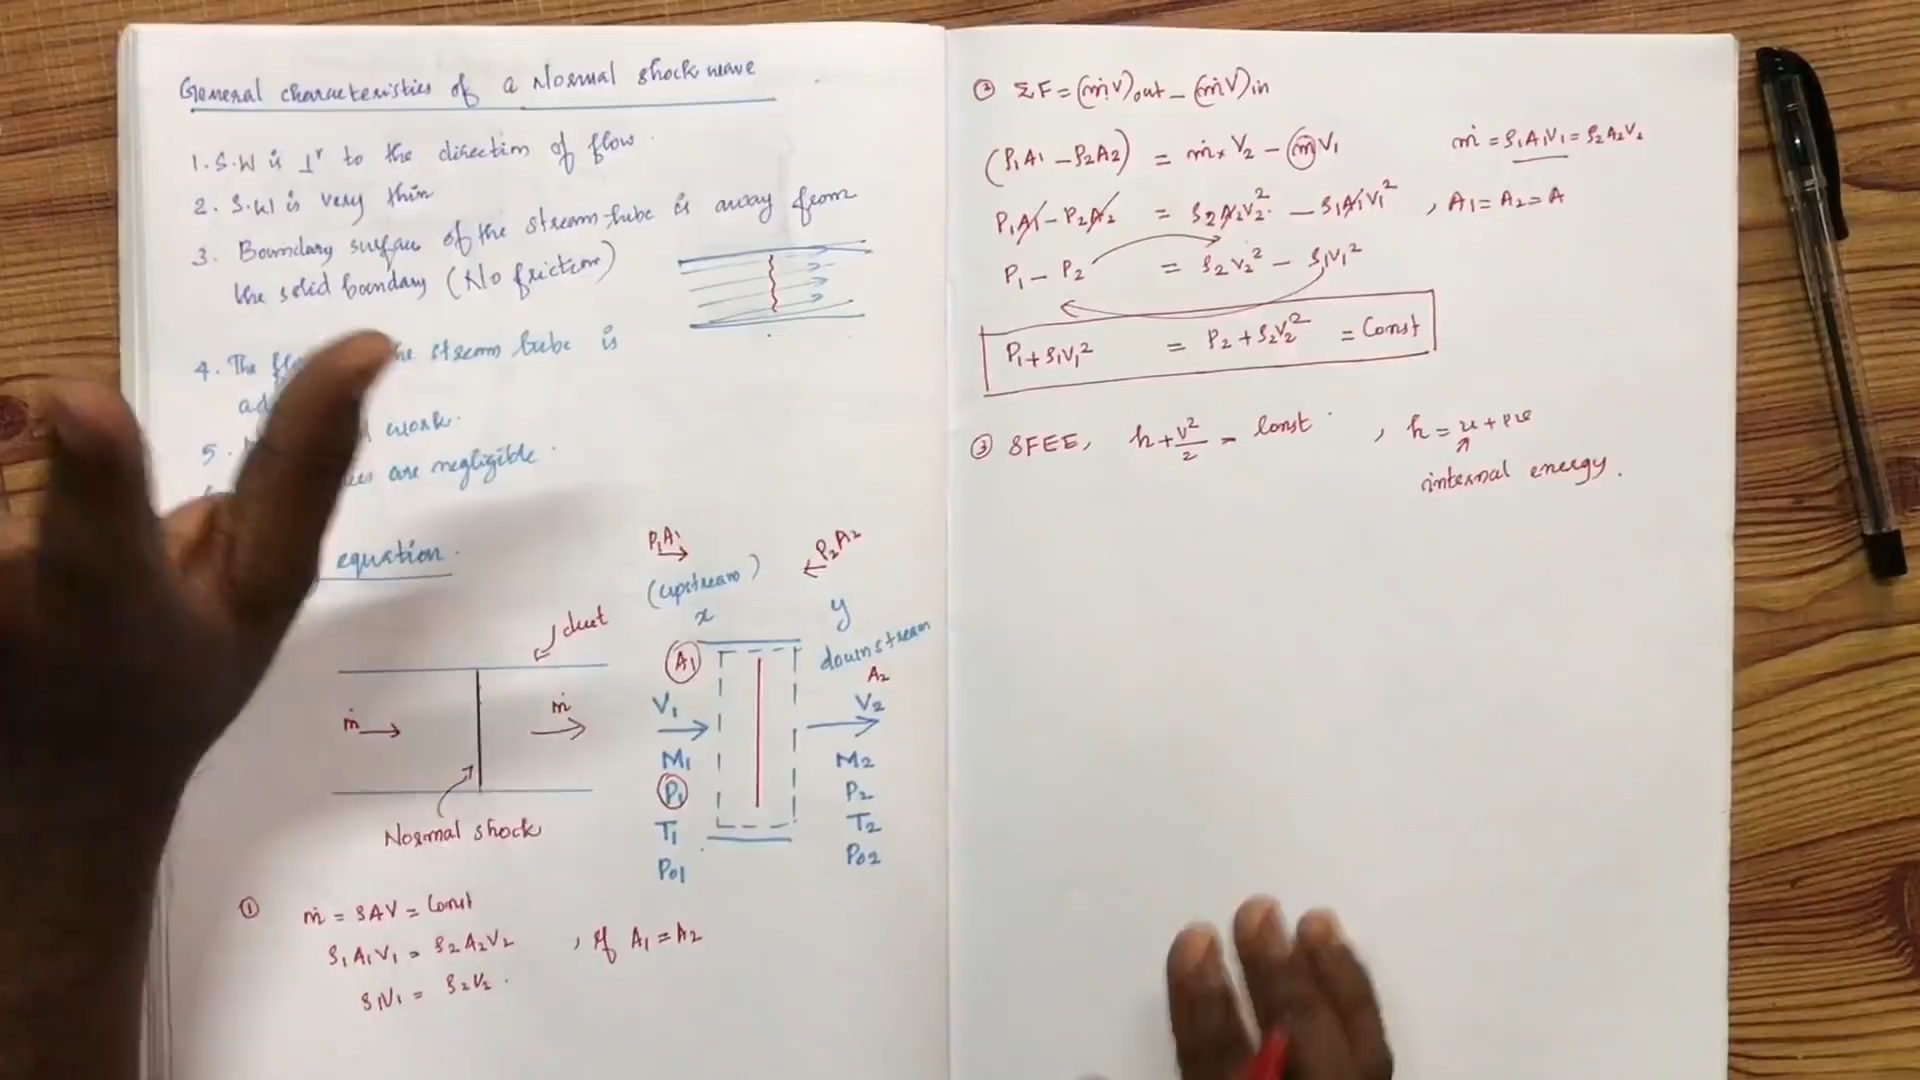 General characteristics of a Normal shock wave
1. S.W is ⊥r to the direction of flow.
2. S.W is very thin
3. Boundary surface of the stream-tube is away from
the solid boundary (No friction)
4. The stream tube is
5. work.
are negligible.
equation.
duct
ṁ
ṁ
Normal shock
P1A1
P2A2
(upstream)
x
y
downstream
A1
A2
V1
V2
M1
M2
P1
P2
T1
T2
P01
P02
① ṁ = ρAV = Const
ρ1A1V1 = ρ2A2V2 , if A1 = A2
ρ1V1 = ρ2V2.
② ΣF = (ṁV)out - (ṁV)in
(P1A1 - P2A2) = ṁ × V2 - ṁV1
ṁ = ρ1A1V1 = ρ2A2V2
P1A1 - P2A2 = ρ2A2V2² - ρ1A1V1² , A1 = A2 = A
P1 - P2 = ρ2V2² - ρ1V1²
P1 + ρ1V1² = P2 + ρ2V2² = Const
③ SFEE, h + V²/2 = Const , h = u + pv
internal energy.